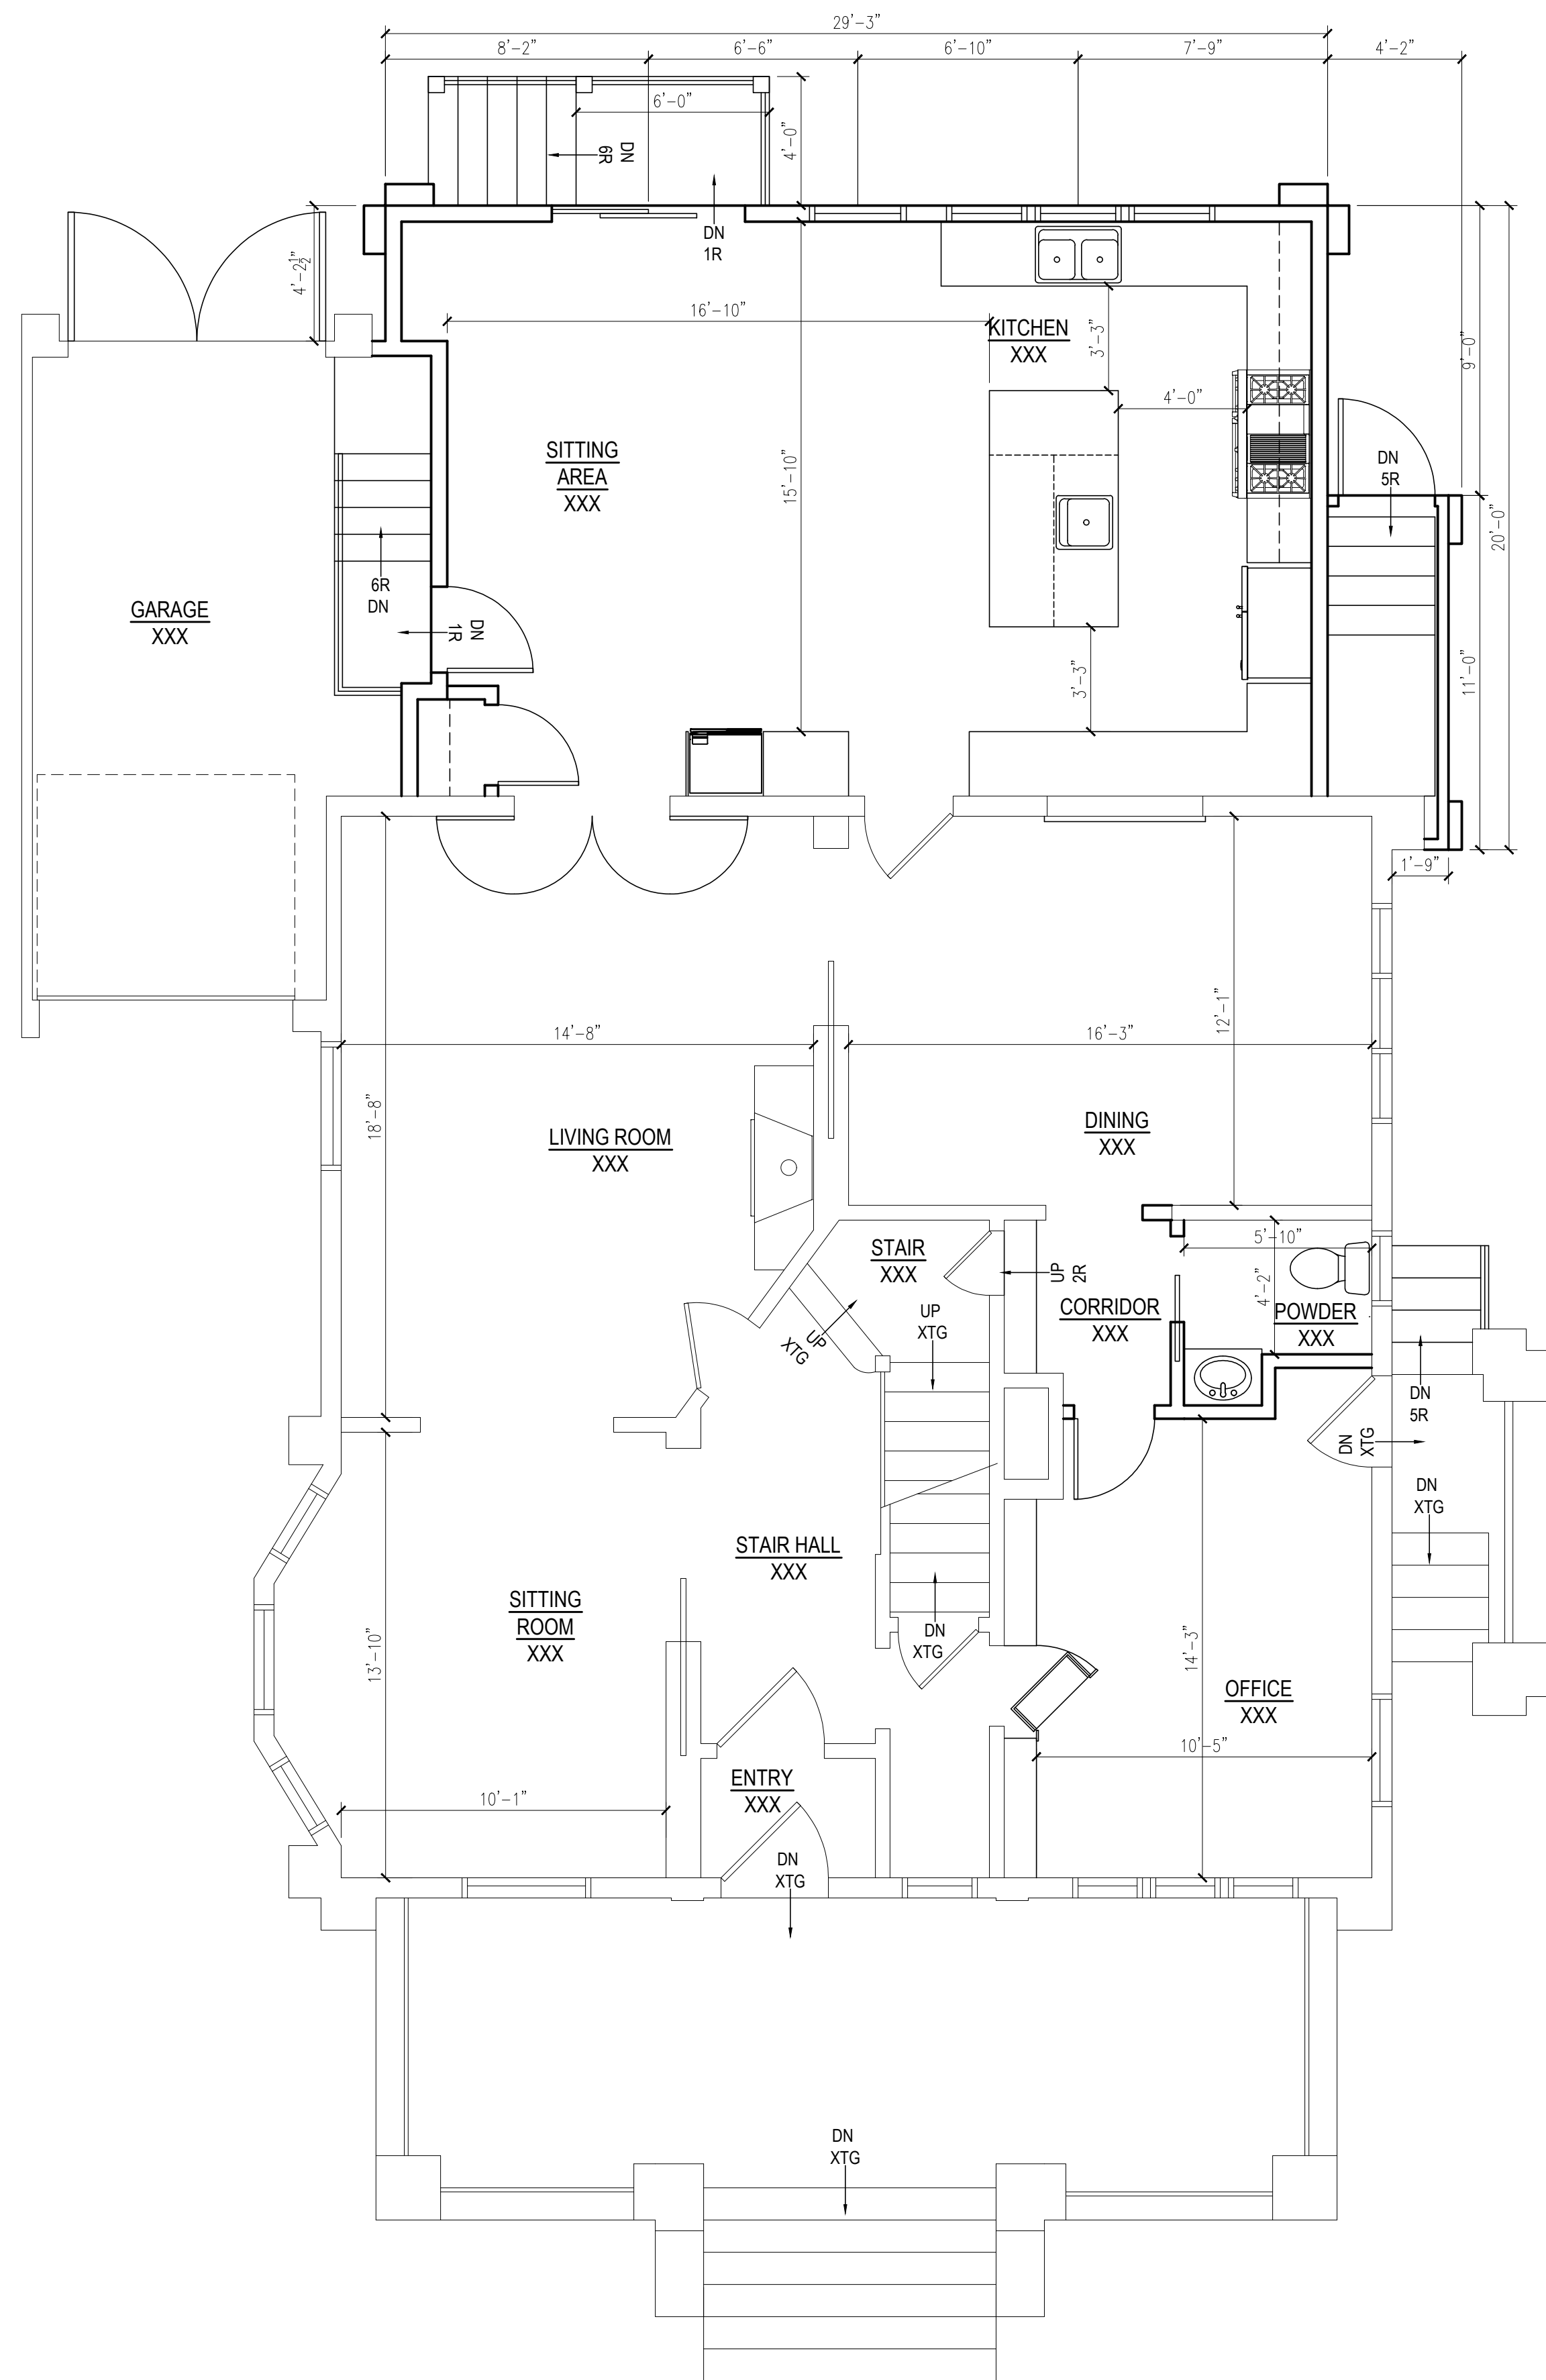 29'-3"
8'-2"
6'-6"
6'-10"
7'-9"
4'-2"
6'-0"
4'-0"
DN
6R
DN
1R
4'-2½"
16'-10"
KITCHEN
XXX
3'-3"
9'-0"
4'-0"
SITTING
AREA
XXX
15'-10"
DN
5R
20'-0"
6R
DN
GARAGE
XXX
DN
1R
3'-3"
11'-0"
1'-9"
14'-8"
16'-3"
12'-1"
18'-8"
LIVING ROOM
XXX
DINING
XXX
STAIR
XXX
UP
2R
5'-10"
4'-2"
CORRIDOR
XXX
POWDER
XXX
UP
XTG
UP
XTG
DN
5R
DN
XTG
DN
XTG
STAIR HALL
XXX
SITTING
ROOM
XXX
DN
XTG
13'-10"
14'-3"
OFFICE
XXX
10'-5"
ENTRY
XXX
10'-1"
DN
XTG
DN
XTG